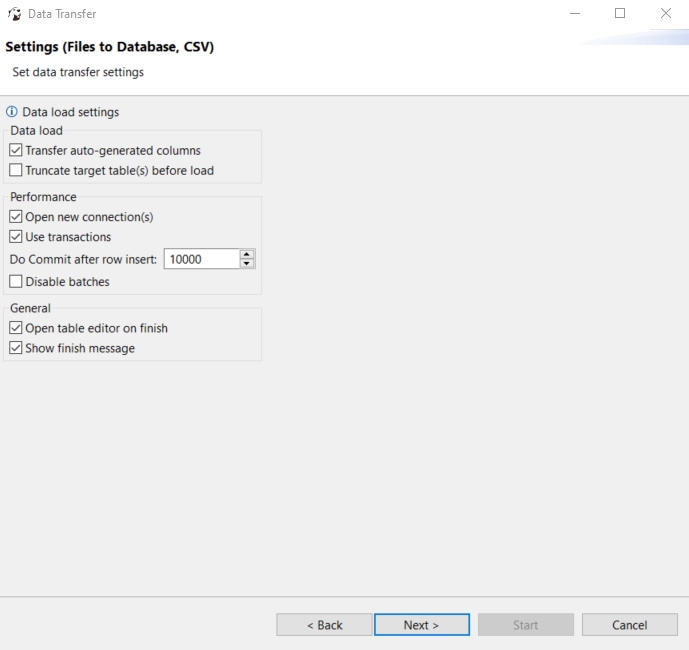 Data Transfer
Settings (Files to Database, CSV)
Set data transfer settings
Data load settings
Data load
Transfer auto-generated columns
Truncate target table(s) before load
Performance
Open new connection(s)
Use transactions
Do Commit after row insert: 10000
Disable batches
General
Open table editor on finish
Show finish message
< Back Next > Start Cancel